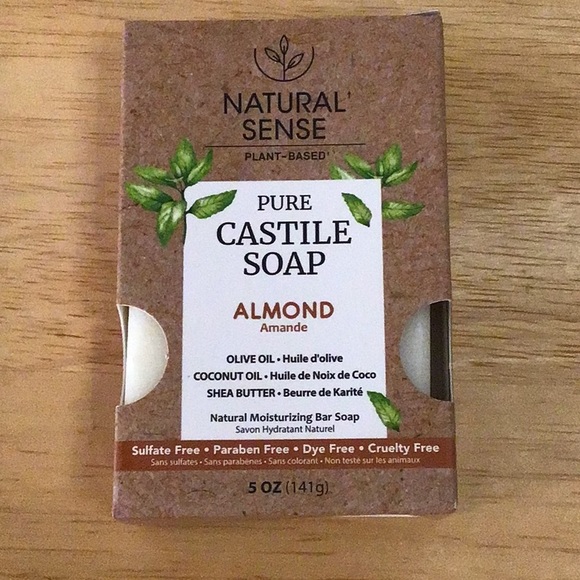 NATURAL'
SENSE
PLANT-BASED'
PURE
CASTILE
SOAP
ALMOND
Amande
OLIVE OIL • Huile d'olive
COCONUT OIL • Huile de Noix de Coco
SHEA BUTTER • Beurre de Karité
Natural Moisturizing Bar Soap
Savon Hydratant Naturel
Sulfate Free • Paraben Free • Dye Free • Cruelty Free
Sans sulfates • Sans parabènes • Sans colorant • Non testé sur les animaux
5 OZ (141g)